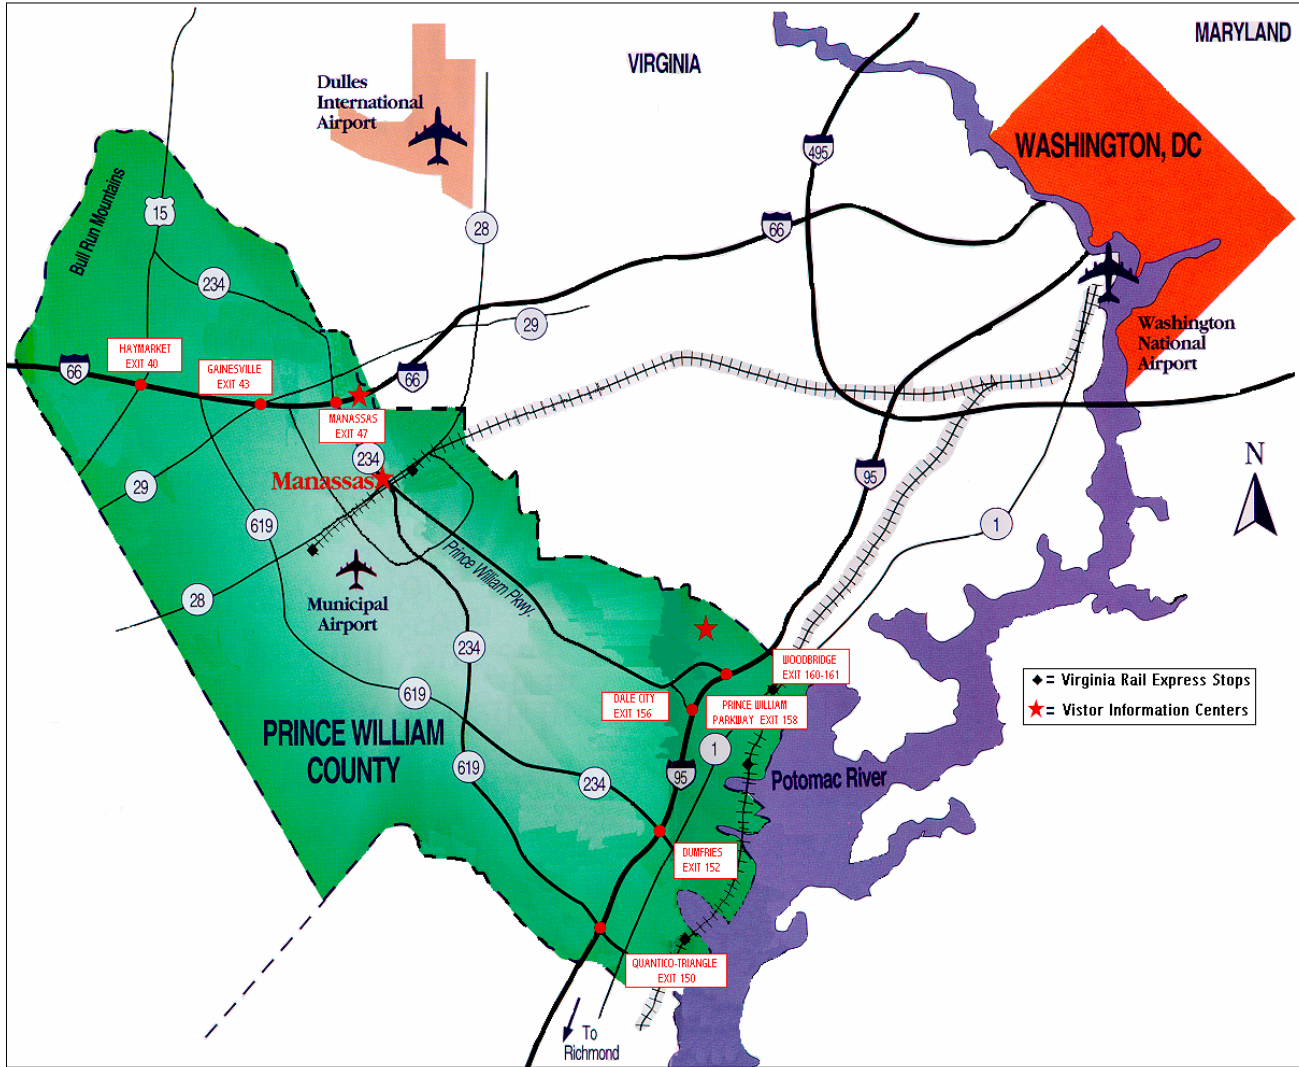 MARYLAND
VIRGINIA
Dulles
International
Airport
WASHINGTON, DC
495
Bull Run Mountains
15
28
66
234
29
Washington
National
Airport
HAYMARKET
EXIT 40
GAINESVILLE
EXIT 43
66
66
MANASSAS
EXIT 47
234
Manassas
N
29
95
619
1
Prince William Pkwy.
28
Municipal
Airport
234
WOODBRIDGE
EXIT 160-161
= Virginia Rail Express Stops
= Vistor Information Centers
619
DALE CITY
EXIT 156
PRINCE WILLIAM
PARKWAY EXIT 158
PRINCE WILLIAM
COUNTY
1
619
234
95
Potomac River
DUMFRIES
EXIT 152
QUANTICO-TRIANGLE
EXIT 150
To
Richmond